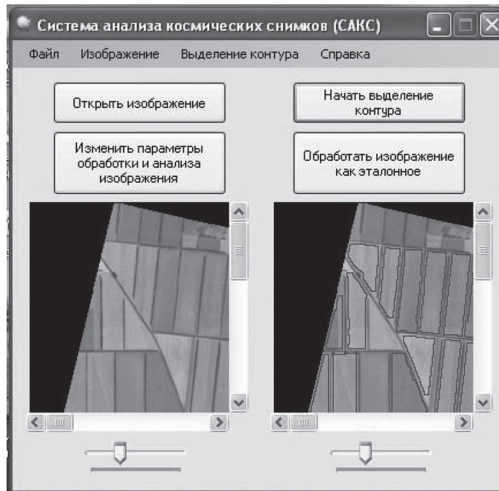 Система анализа космических снимков (САКС)
Файл Изображение Выделение контура Справка
Открыть изображение
Начать выделение
контура
Изменить параметры
обработки и анализа
изображения
Обработать изображение
как эталонное